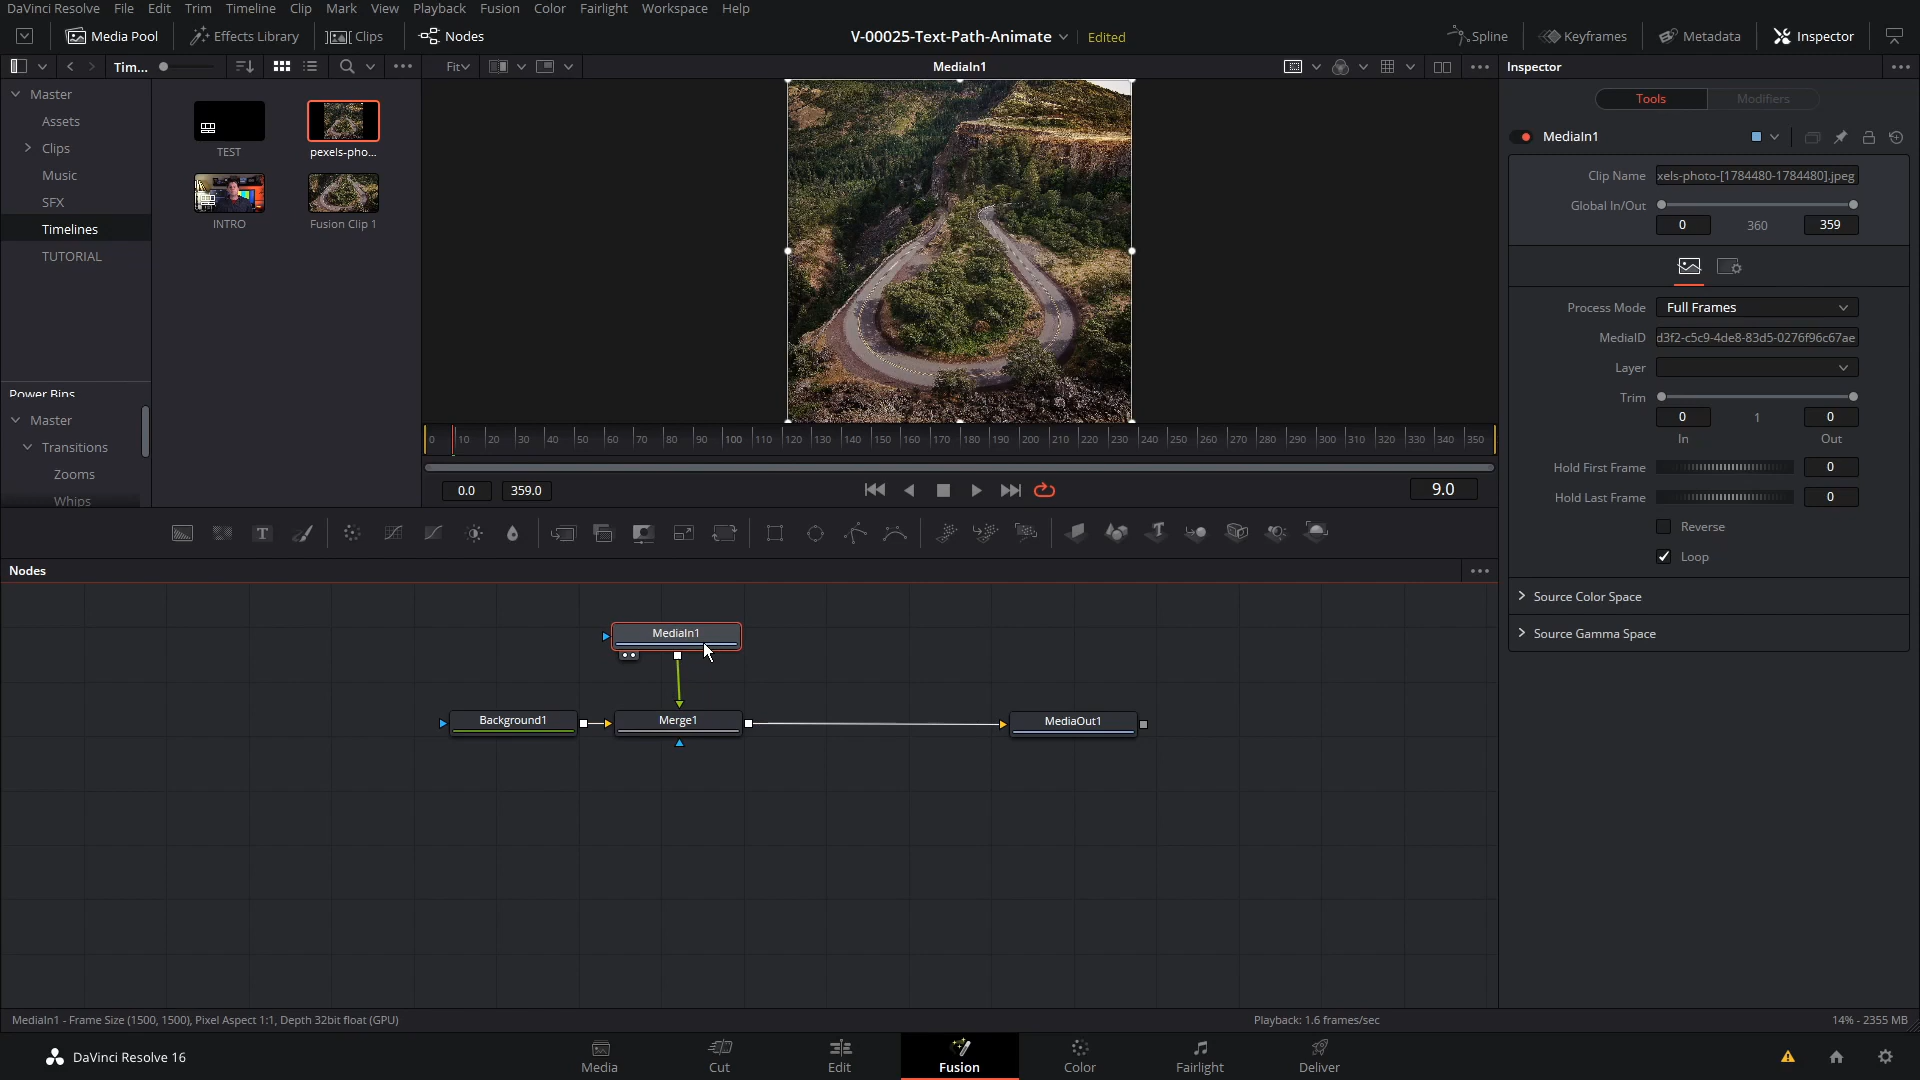 DaVinci Resolve File Edit Trim Timeline Clip Mark View Playback Fusion Color Fairlight Workspace Help
Media Pool Effects Library Clips Nodes V-00025-Text-Path-Animate Edited Spline Keyframes Metadata Inspector
Tim... Fit MediaIn1 Inspector
Master
Assets
Clips
Music
SFX
Timelines
TUTORIAL
Power Bins
Master
Transitions
Zooms
Whips
TEST pexels-pho...
INTRO Fusion Clip 1
0 10 20 30 40 50 60 70 80 90 100 110 120 130 140 150 160 170 180 190 200 210 220 230 240 250 260 270 280 290 300 310 320 330 340 350
0.0 359.0 9.0
Tools Modifiers
MediaIn1
Clip Name xels-photo-[1784480-1784480].jpeg
Global In/Out
0 360 359
Process Mode Full Frames
MediaID d3f2-c5c9-4de8-83d5-0276f96c67ae
Layer
Trim
0 1 0
In Out
Hold First Frame 0
Hold Last Frame 0
Reverse
Loop
Source Color Space
Source Gamma Space
Nodes
MediaIn1
Background1 Merge1 MediaOut1
MediaIn1 - Frame Size (1500, 1500), Pixel Aspect 1:1, Depth 32bit float (GPU) Playback: 1.6 frames/sec 14% - 2355 MB
DaVinci Resolve 16 Media Cut Edit Fusion Color Fairlight Deliver